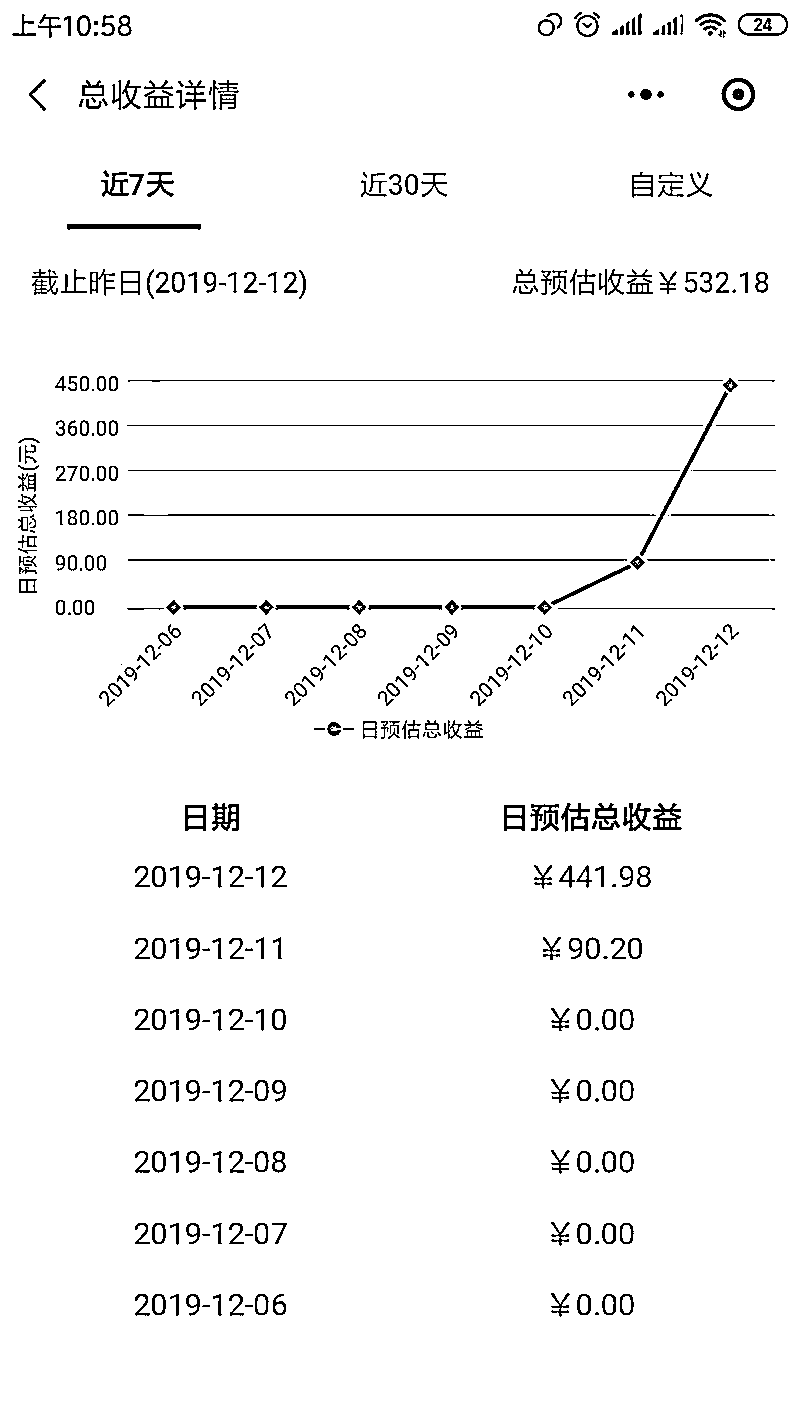 上午10:58
24
总收益详情
近7天 近30天 自定义
截止昨日(2019-12-12) 总预估收益￥532.18
日预估总收益(元)
450.00
360.00
270.00
180.00
90.00
0.00
2019-12-06 2019-12-07 2019-12-08 2019-12-09 2019-12-10 2019-12-11 2019-12-12
日预估总收益
日期 日预估总收益
2019-12-12 ￥441.98
2019-12-11 ￥90.20
2019-12-10 ￥0.00
2019-12-09 ￥0.00
2019-12-08 ￥0.00
2019-12-07 ￥0.00
2019-12-06 ￥0.00